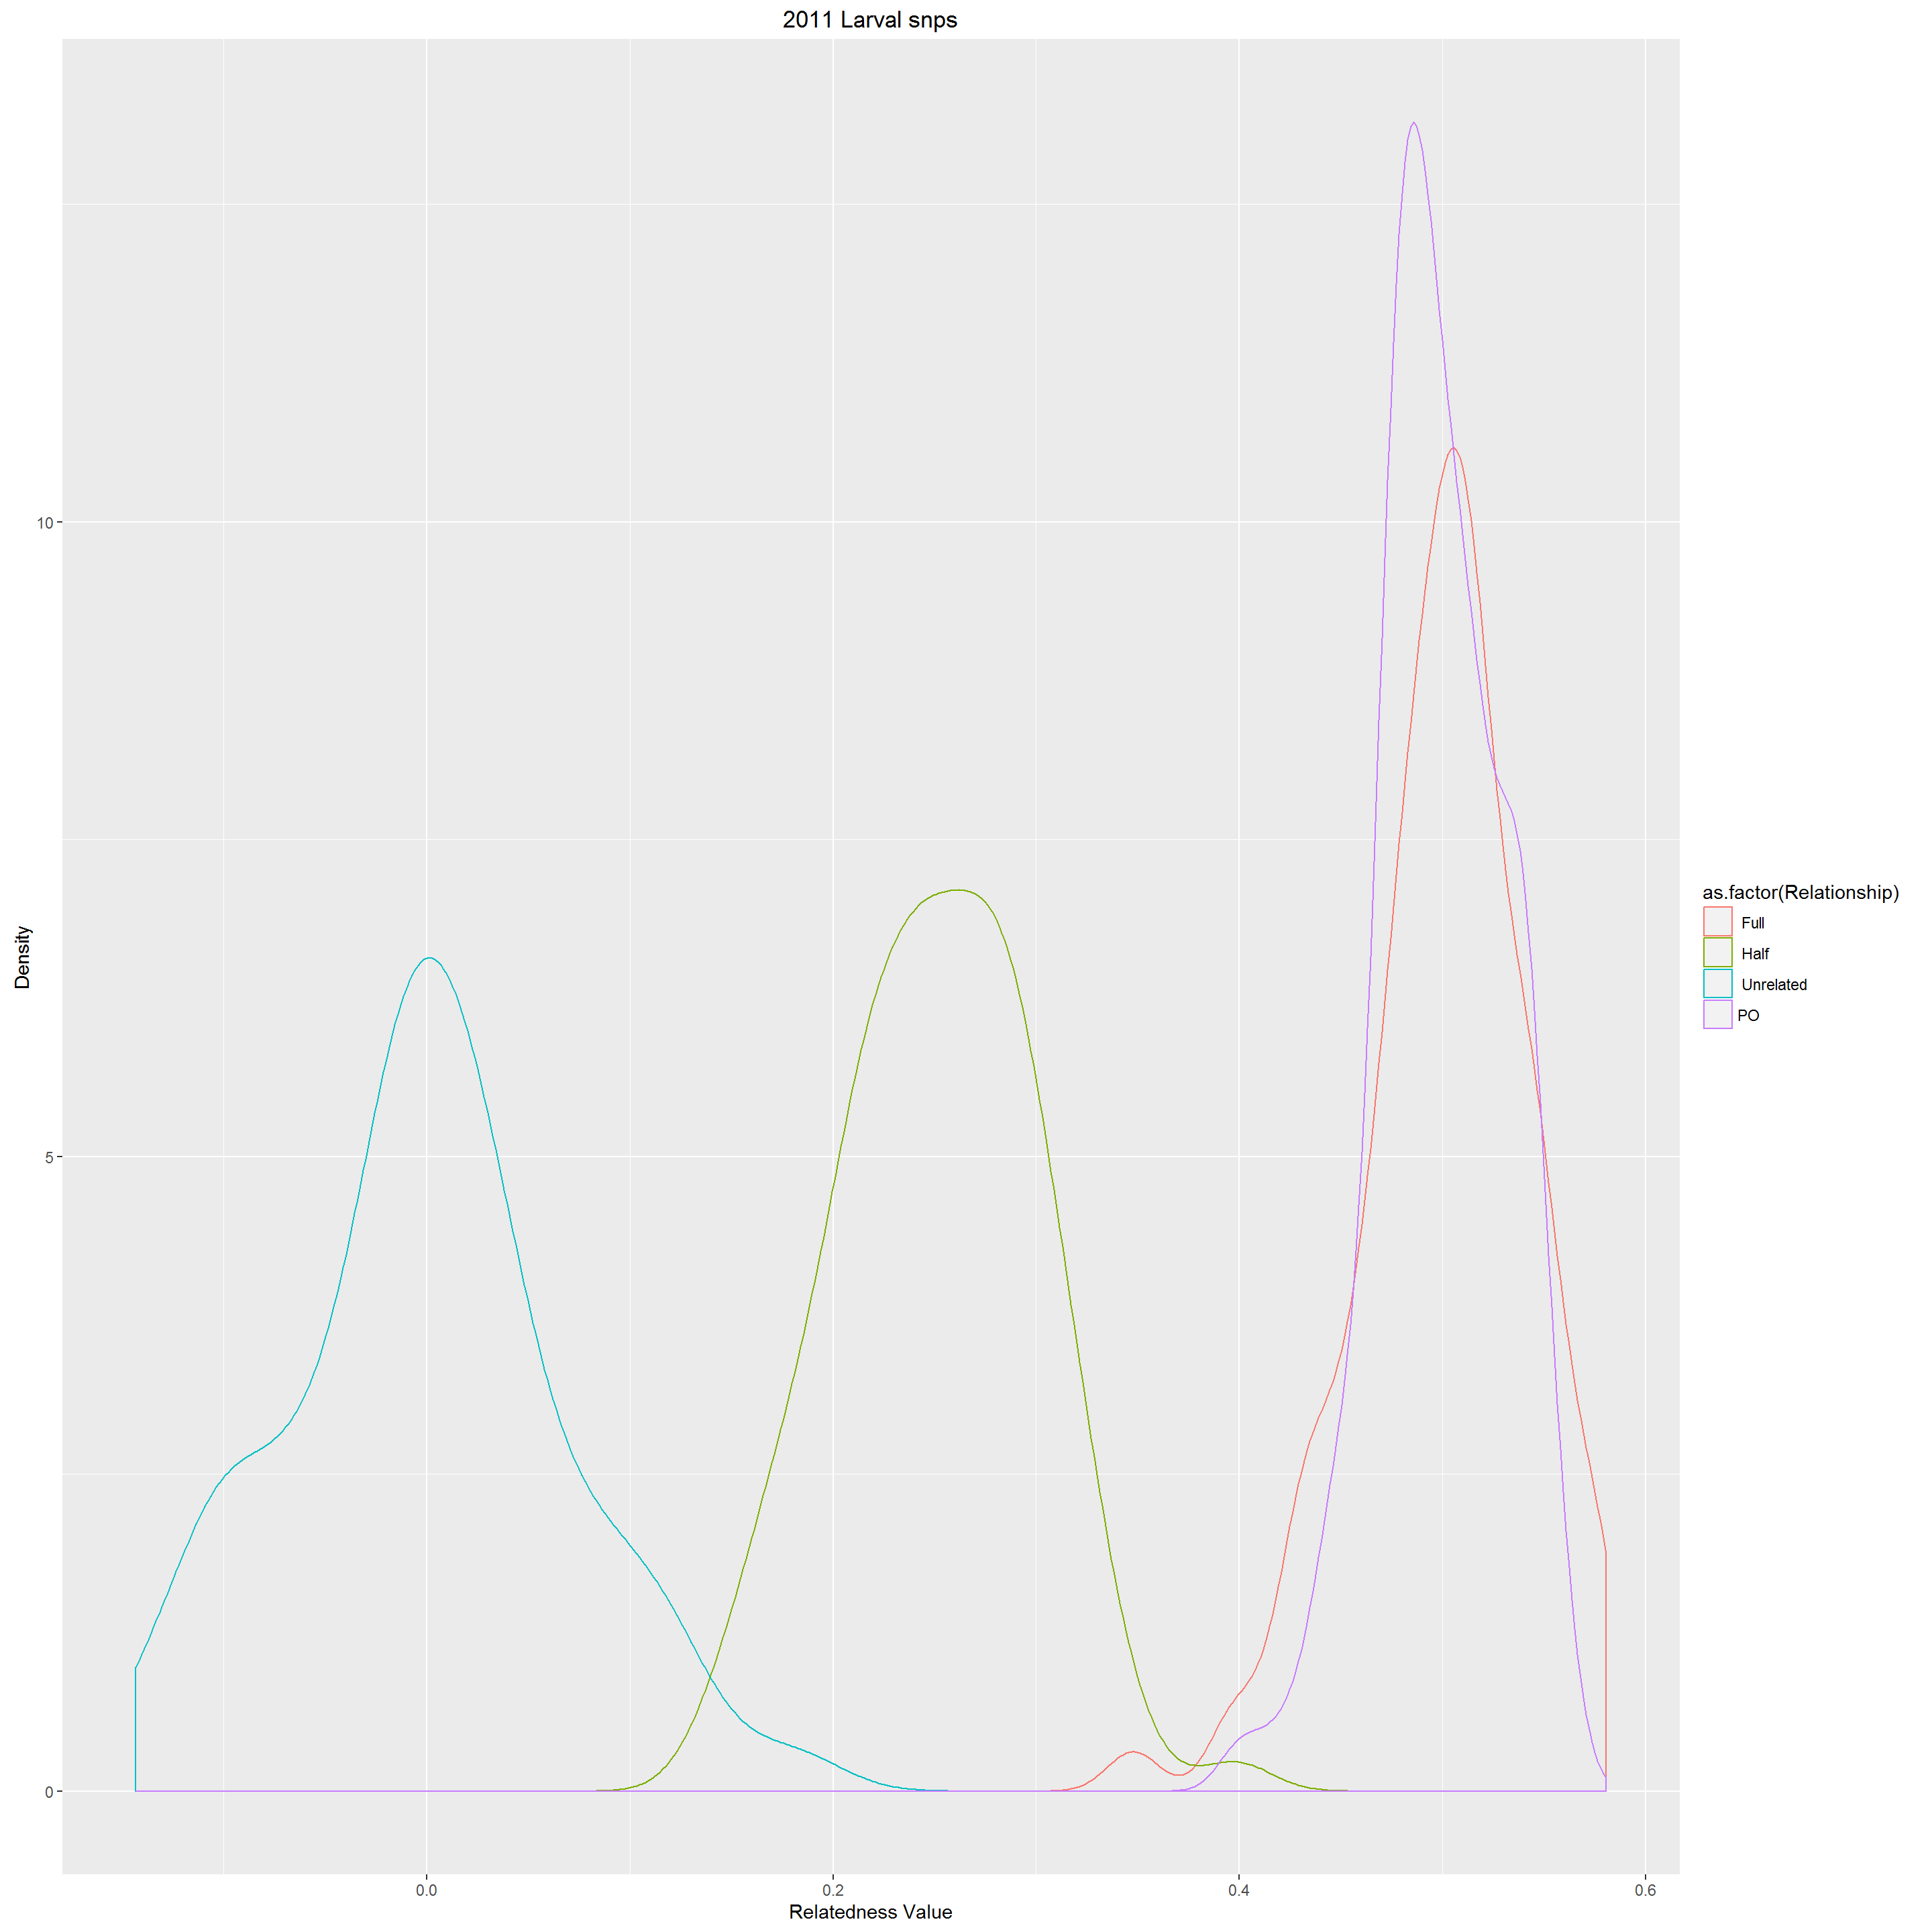 2011 Larval snps
10
5
0
Density
0.0
0.2
0.4
0.6
Relatedness Value
as.factor(Relationship)
Full
Half
Unrelated
PO